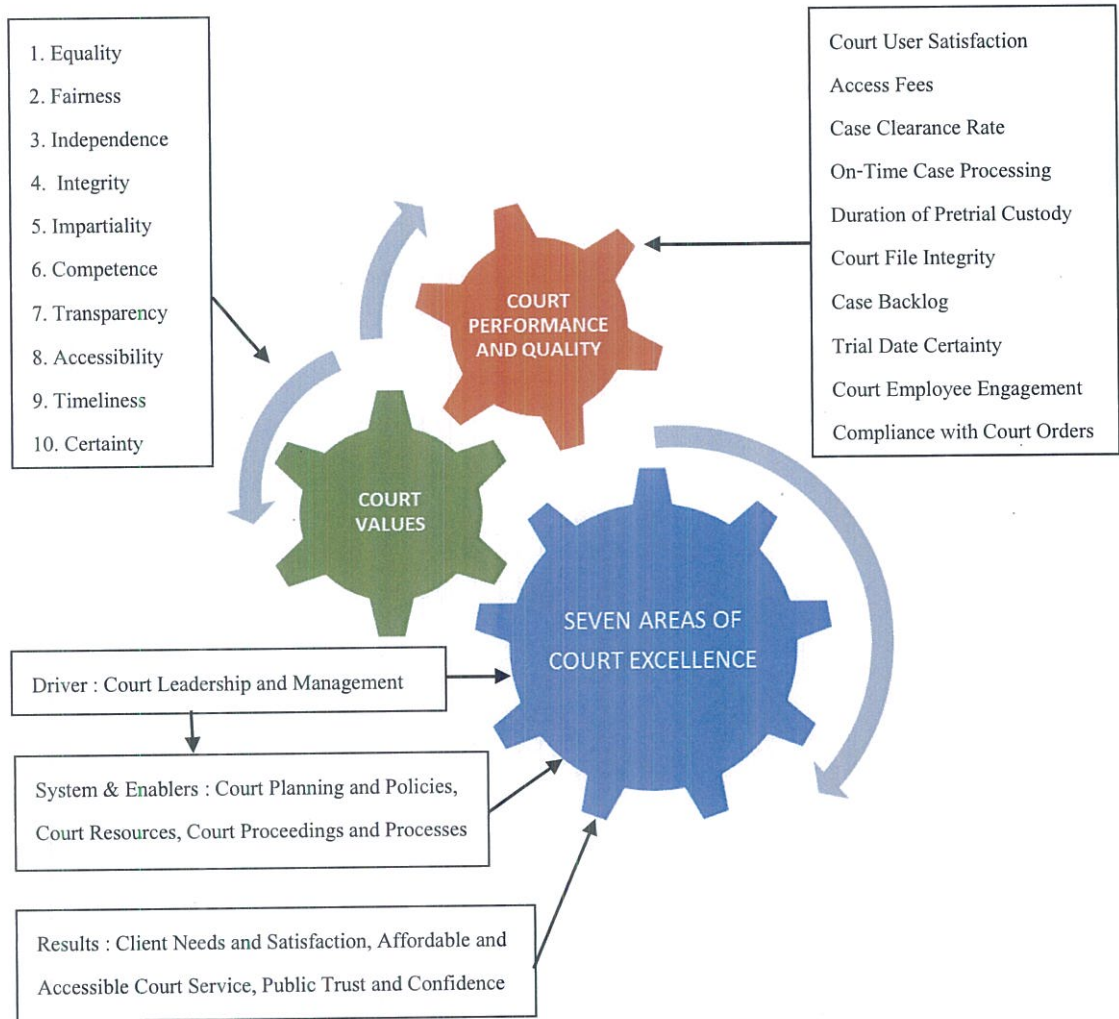 1. Equality
2. Fairness
3. Independence
4. Integrity
5. Impartiality
6. Competence
7. Transparency
8. Accessibility
9. Timeliness
10. Certainty
Court User Satisfaction
Access Fees
Case Clearance Rate
On-Time Case Processing
Duration of Pretrial Custody
Court File Integrity
Case Backlog
Trial Date Certainty
Court Employee Engagement
Compliance with Court Orders
COURT
PERFORMANCE
AND QUALITY
COURT
VALUES
SEVEN AREAS OF
COURT EXCELLENCE
Driver : Court Leadership and Management
System & Enablers : Court Planning and Policies,
Court Resources, Court Proceedings and Processes
Results : Client Needs and Satisfaction, Affordable and
Accessible Court Service, Public Trust and Confidence